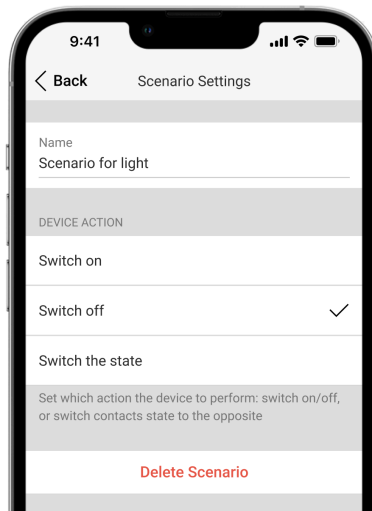 9:41
Back Scenario Settings
Name
Scenario for light
DEVICE ACTION
Switch on
Switch off
Switch the state
Set which action the device to perform: switch on/off,
or switch contacts state to the opposite
Delete Scenario